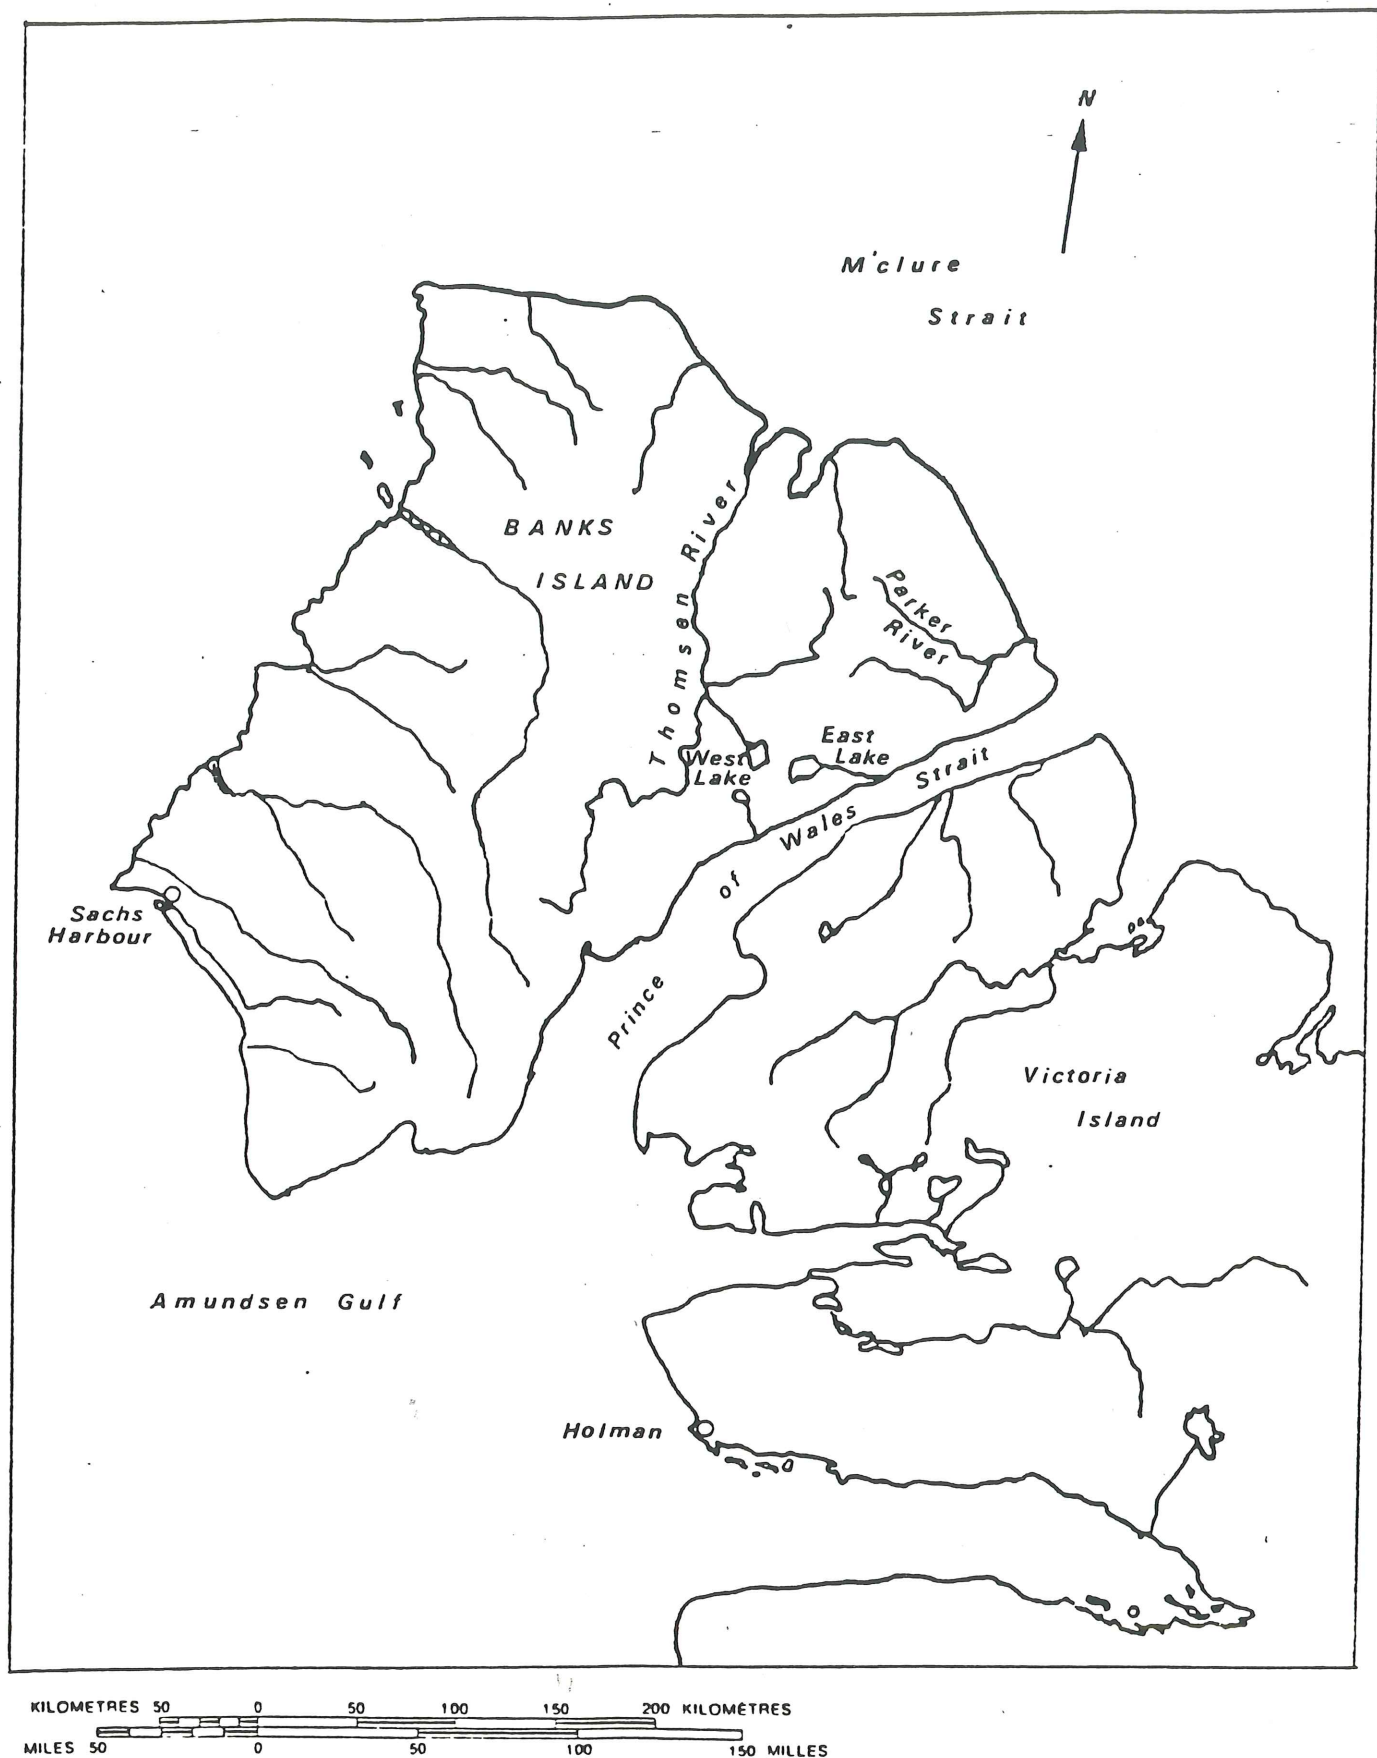 N
M'clure
Strait
BANKS
ISLAND
Thomsen River
Parker
River
East
Lake
West
Lake
Prince of Wales Strait
Sachs
Harbour
Victoria
Island
Amundsen Gulf
Holman
KILOMETRES 50 0 50 100 150 200 KILOMÈTRES
MILES 50 0 50 100 150 MILLES